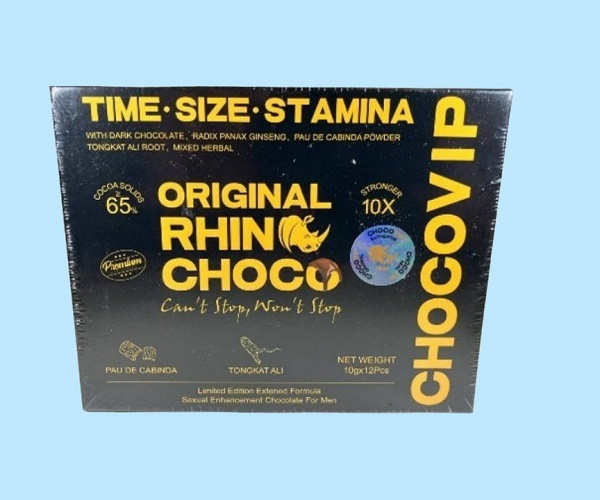 TIME·SIZE·STAMINA
WITH DARK CHOCOLATE, RADIX PANAX GINSENG, PAU DE CABINDA POWDER
TONGKAT ALI ROOT, MIXED HERBAL
CHOCOVIP
COCOA SOLIDS
≥
65%
ORIGINAL
RHINO
CHOCO
STRONGER
10X
Premium
CHOCO
Can't Stop, Won't Stop
PAU DE CABINDA
TONGKAT ALI
NET WEIGHT
10gx12Pcs
Limited Edition Extened Formula
Sexual Enhancement Chocolate For Men